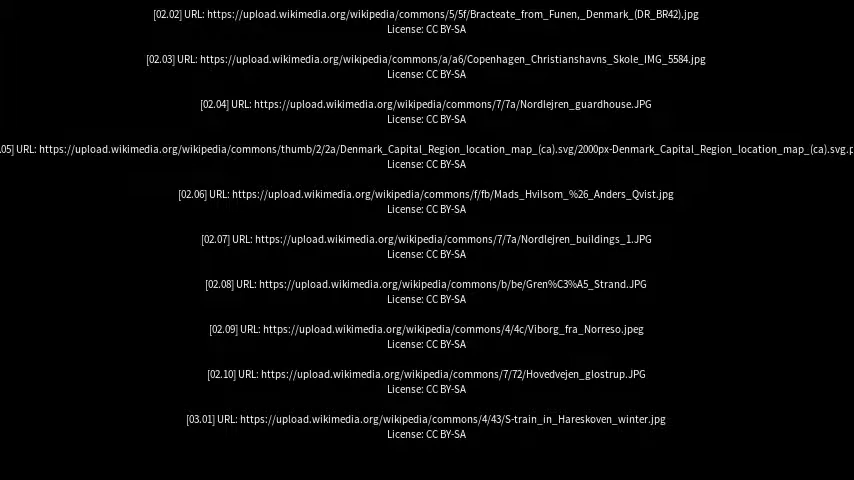 [02.02] URL: https://upload.wikimedia.org/wikipedia/commons/5/5f/Bracteate_from_Funen,_Denmark_(DR_BR42).jpg
License: CC BY-SA
[02.03] URL: https://upload.wikimedia.org/wikipedia/commons/a/a6/Copenhagen_Christianshavns_Skole_IMG_5584.jpg
License: CC BY-SA
[02.04] URL: https://upload.wikimedia.org/wikipedia/commons/7/7a/Nordlejren_guardhouse.JPG
License: CC BY-SA
.05] URL: https://upload.wikimedia.org/wikipedia/commons/thumb/2/2a/Denmark_Capital_Region_location_map_(ca).svg/2000px-Denmark_Capital_Region_location_map_(ca).svg.p
License: CC BY-SA
[02.06] URL: https://upload.wikimedia.org/wikipedia/commons/f/fb/Mads_Hvilsom_%26_Anders_Qvist.jpg
License: CC BY-SA
[02.07] URL: https://upload.wikimedia.org/wikipedia/commons/7/7a/Nordlejren_buildings_1.JPG
License: CC BY-SA
[02.08] URL: https://upload.wikimedia.org/wikipedia/commons/b/be/Gren%C3%A5_Strand.JPG
License: CC BY-SA
[02.09] URL: https://upload.wikimedia.org/wikipedia/commons/4/4c/Viborg_fra_Norreso.jpeg
License: CC BY-SA
[02.10] URL: https://upload.wikimedia.org/wikipedia/commons/7/72/Hovedvejen_glostrup.JPG
License: CC BY-SA
[03.01] URL: https://upload.wikimedia.org/wikipedia/commons/4/43/S-train_in_Hareskoven_winter.jpg
License: CC BY-SA